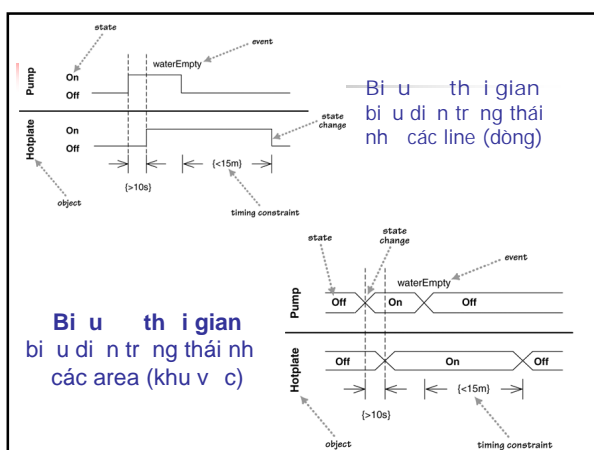 state
event
waterEmpty
Pump
On
Off
state
change
Hotplate
On
Off
{>10s}
{<15m}
object
timing constraint
Bi u th i gian
bi u di n tr ng thái
nh các line (dòng)
state
state
change
event
waterEmpty
Pump
Off On Off
Hotplate
Off On Off
{>10s}
{<15m}
object
timing constraint
Bi u th i gian
bi u di n tr ng thái nh
các area (khu v c)